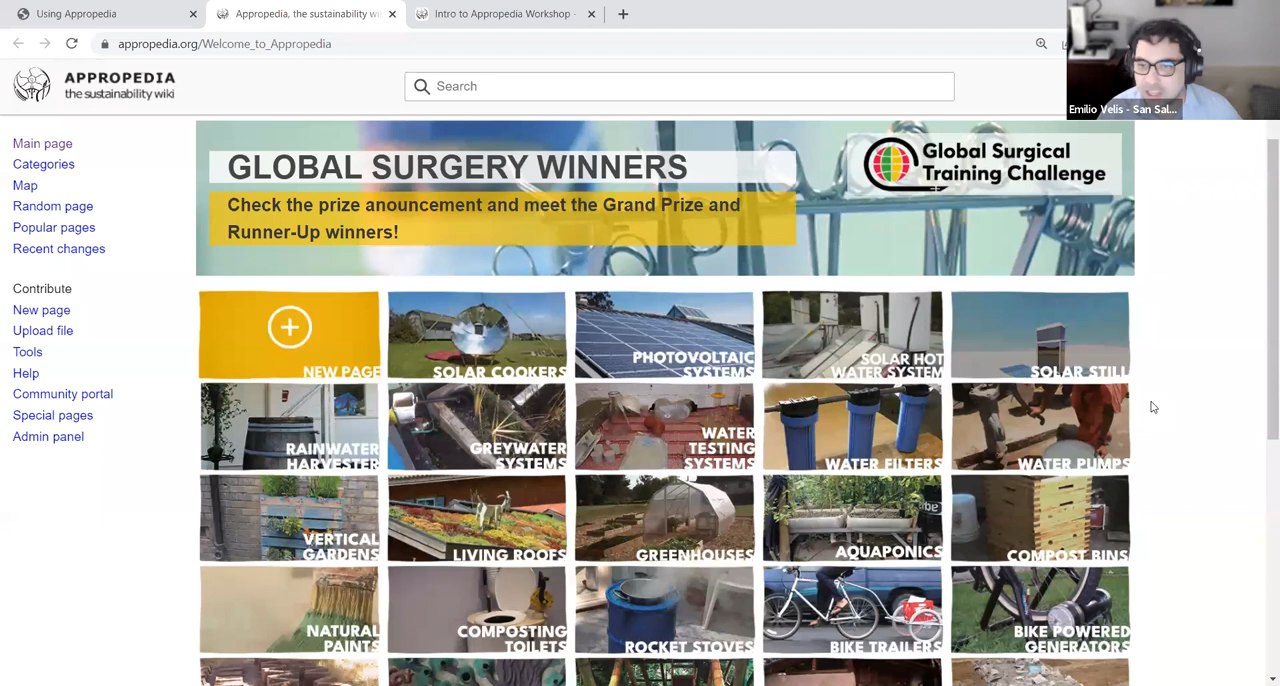 Using Appropedia
Appropedia, the sustainability wi
Intro to Appropedia Workshop -
appropedia.org/Welcome_to_Appropedia
Emilio Velis - San Sal...
APPROPEDIA
the sustainability wiki
Search
Main page
Categories
Map
Random page
Popular pages
Recent changes
Contribute
New page
Upload file
Tools
Help
Community portal
Special pages
Admin panel
GLOBAL SURGERY WINNERS
Check the prize anouncement and meet the Grand Prize and
Runner-Up winners!
Global Surgical
Training Challenge
NEW PAGE
SOLAR COOKERS
PHOTOVOLTAIC
SYSTEMS
SOLAR HOT
WATER SYSTEM
SOLAR STILL
RAINWATER
HARVESTER
GREYWATER
SYSTEMS
WATER
TESTING
SYSTEMS
WATER FILTERS
WATER PUMPS
VERTICAL
GARDENS
LIVING ROOFS
GREENHOUSES
AQUAPONICS
COMPOST BINS
NATURAL
PAINTS
COMPOSTING
TOILETS
ROCKET STOVES
BIKE TRAILERS
BIKE POWERED
GENERATORS